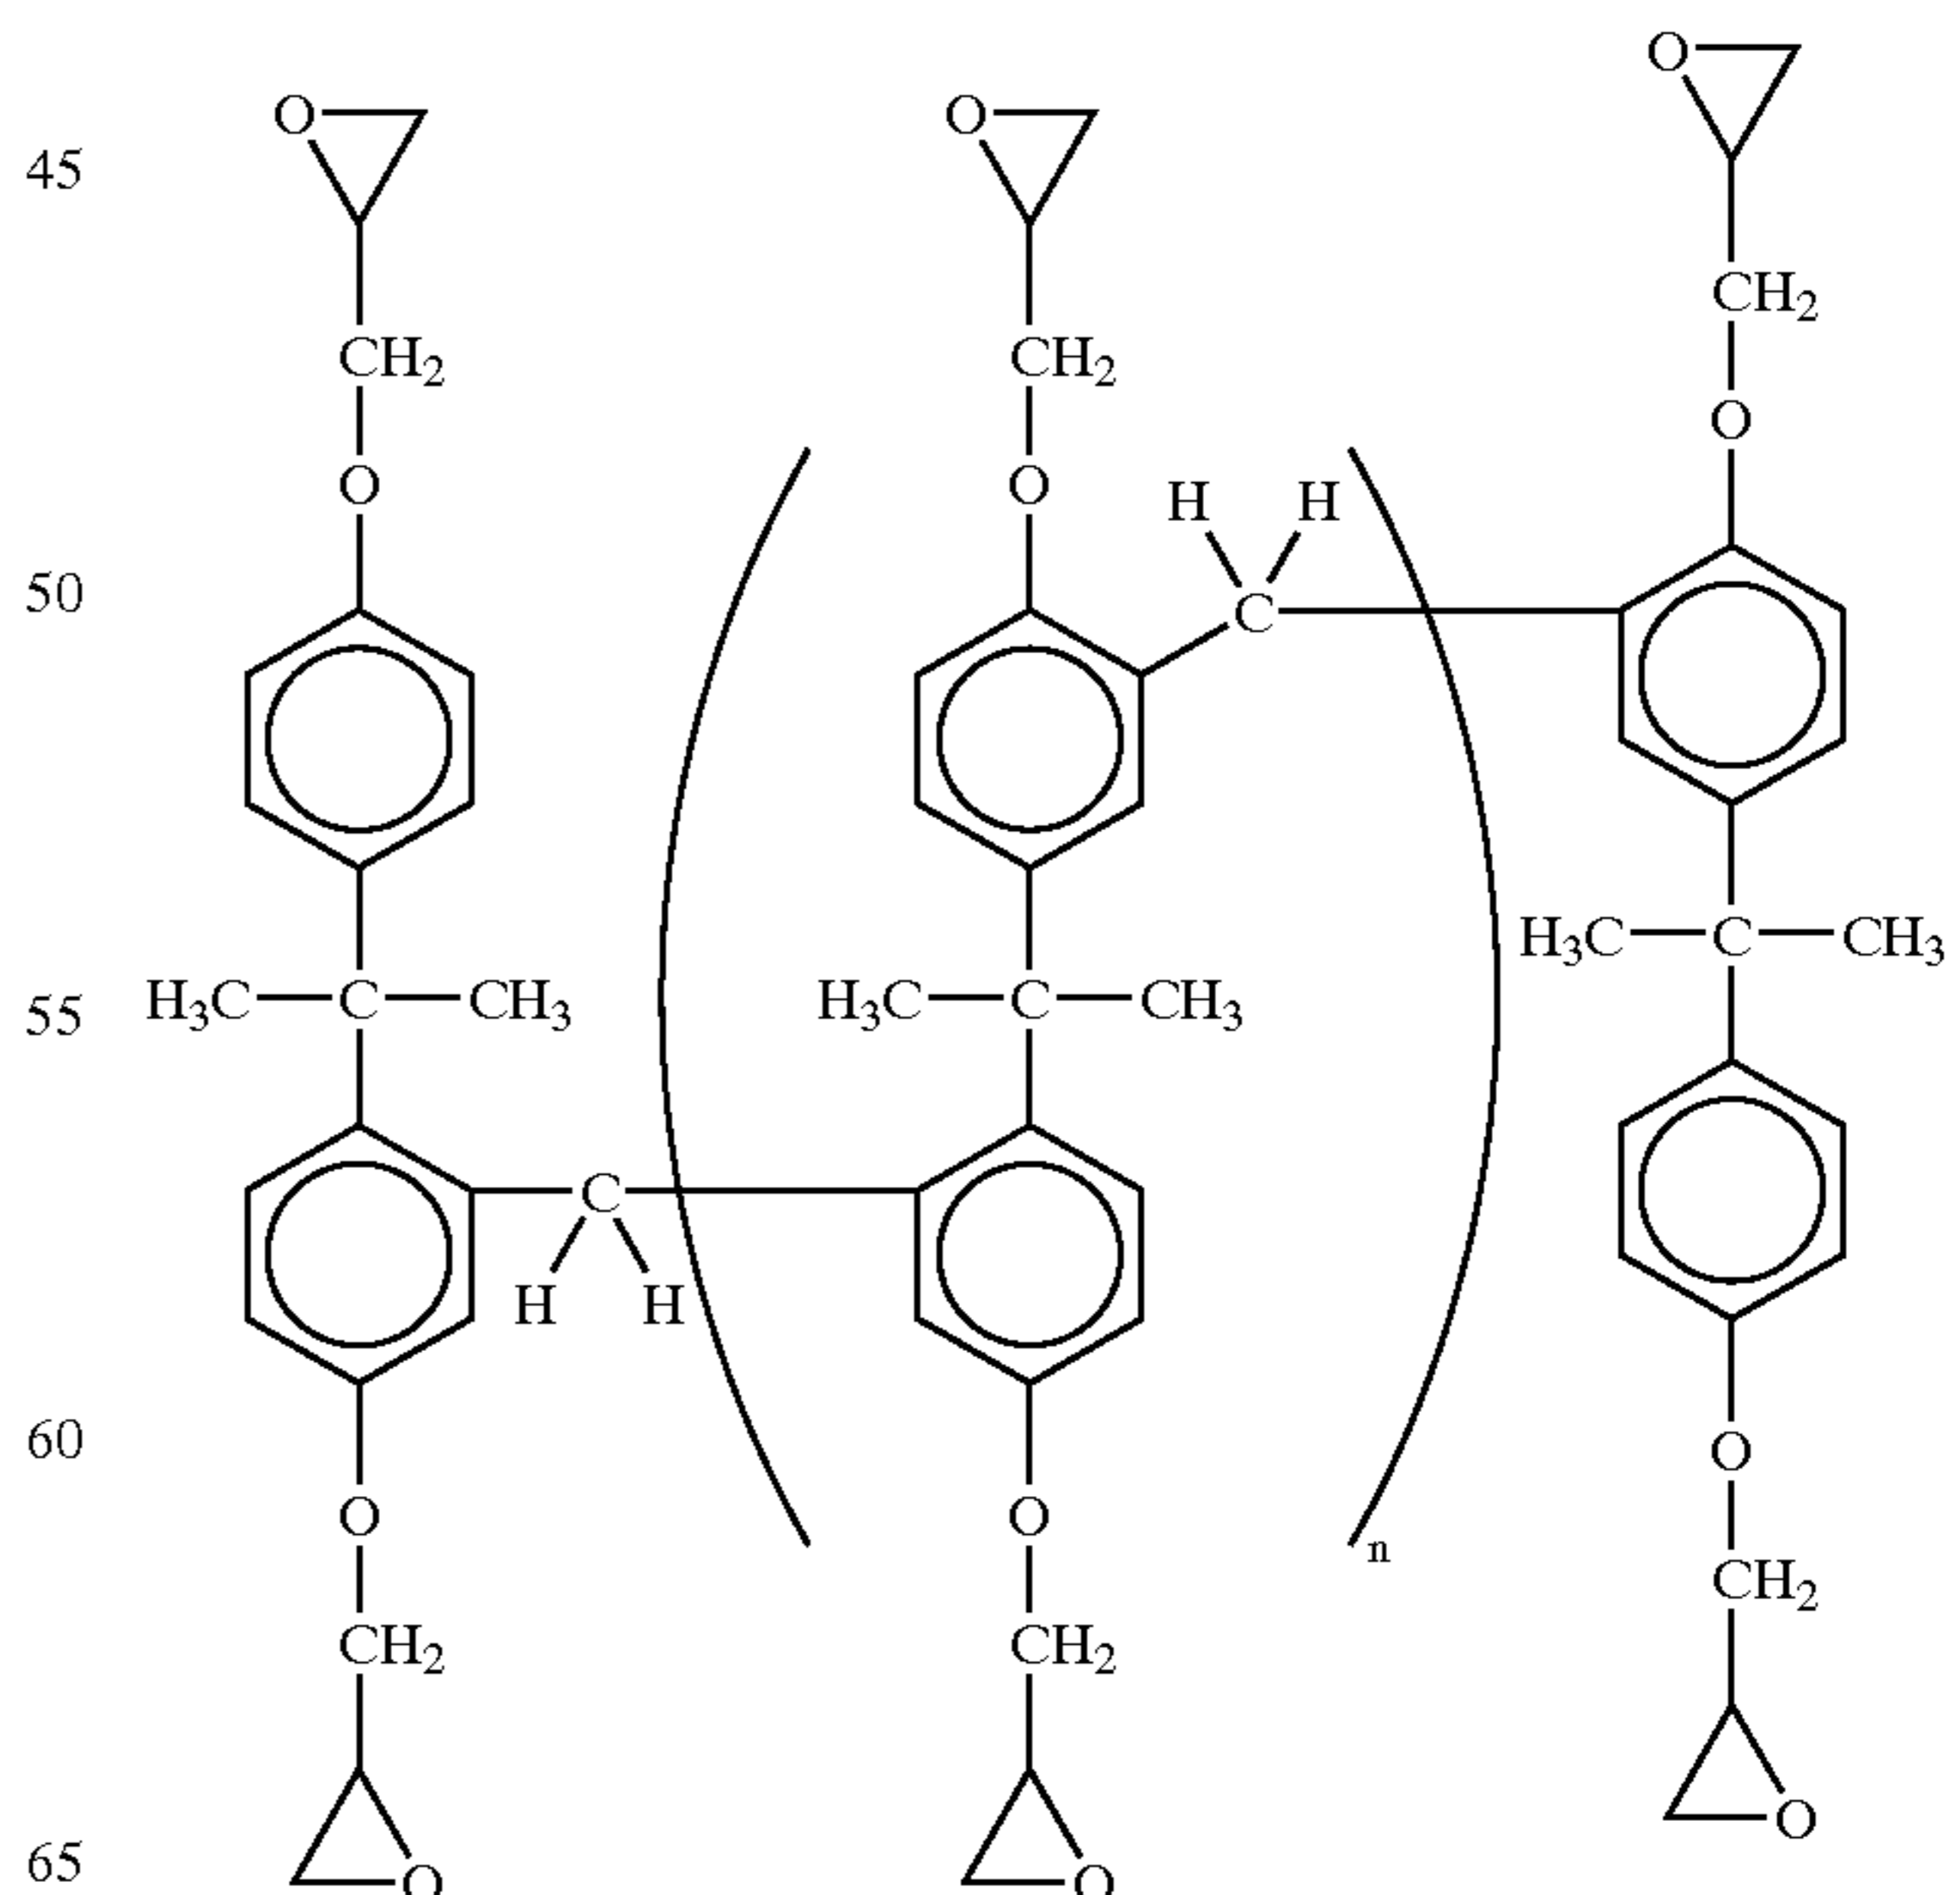 O
O O
45
CH₂
CH₂ CH₂
O
O O
H H
50 C
H₃C C CH₃
55 H₃C C CH₃ H₃C C CH₃
C
H H
60
O
O O
n
CH₂
CH₂ CH₂
O
65 O O